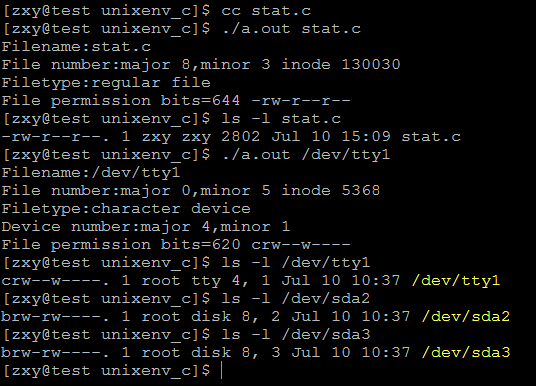 [zxy@test unixenv_c]$ cc stat.c
[zxy@test unixenv_c]$ ./a.out stat.c
Filename:stat.c
File number:major 8,minor 3 inode 130030
Filetype:regular file
File permission bits=644 -rw-r--r--
[zxy@test unixenv_c]$ ls -l stat.c
-rw-r--r--. 1 zxy zxy 2802 Jul 10 15:09 stat.c
[zxy@test unixenv_c]$ ./a.out /dev/tty1
Filename:/dev/tty1
File number:major 0,minor 5 inode 5368
Filetype:character device
Device number:major 4,minor 1
File permission bits=620 crw--w----
[zxy@test unixenv_c]$ ls -l /dev/tty1
crw--w----. 1 root tty 4, 1 Jul 10 10:37 /dev/tty1
[zxy@test unixenv_c]$ ls -l /dev/sda2
brw-rw----. 1 root disk 8, 2 Jul 10 10:37 /dev/sda2
[zxy@test unixenv_c]$ ls -l /dev/sda3
brw-rw----. 1 root disk 8, 3 Jul 10 10:37 /dev/sda3
[zxy@test unixenv_c]$